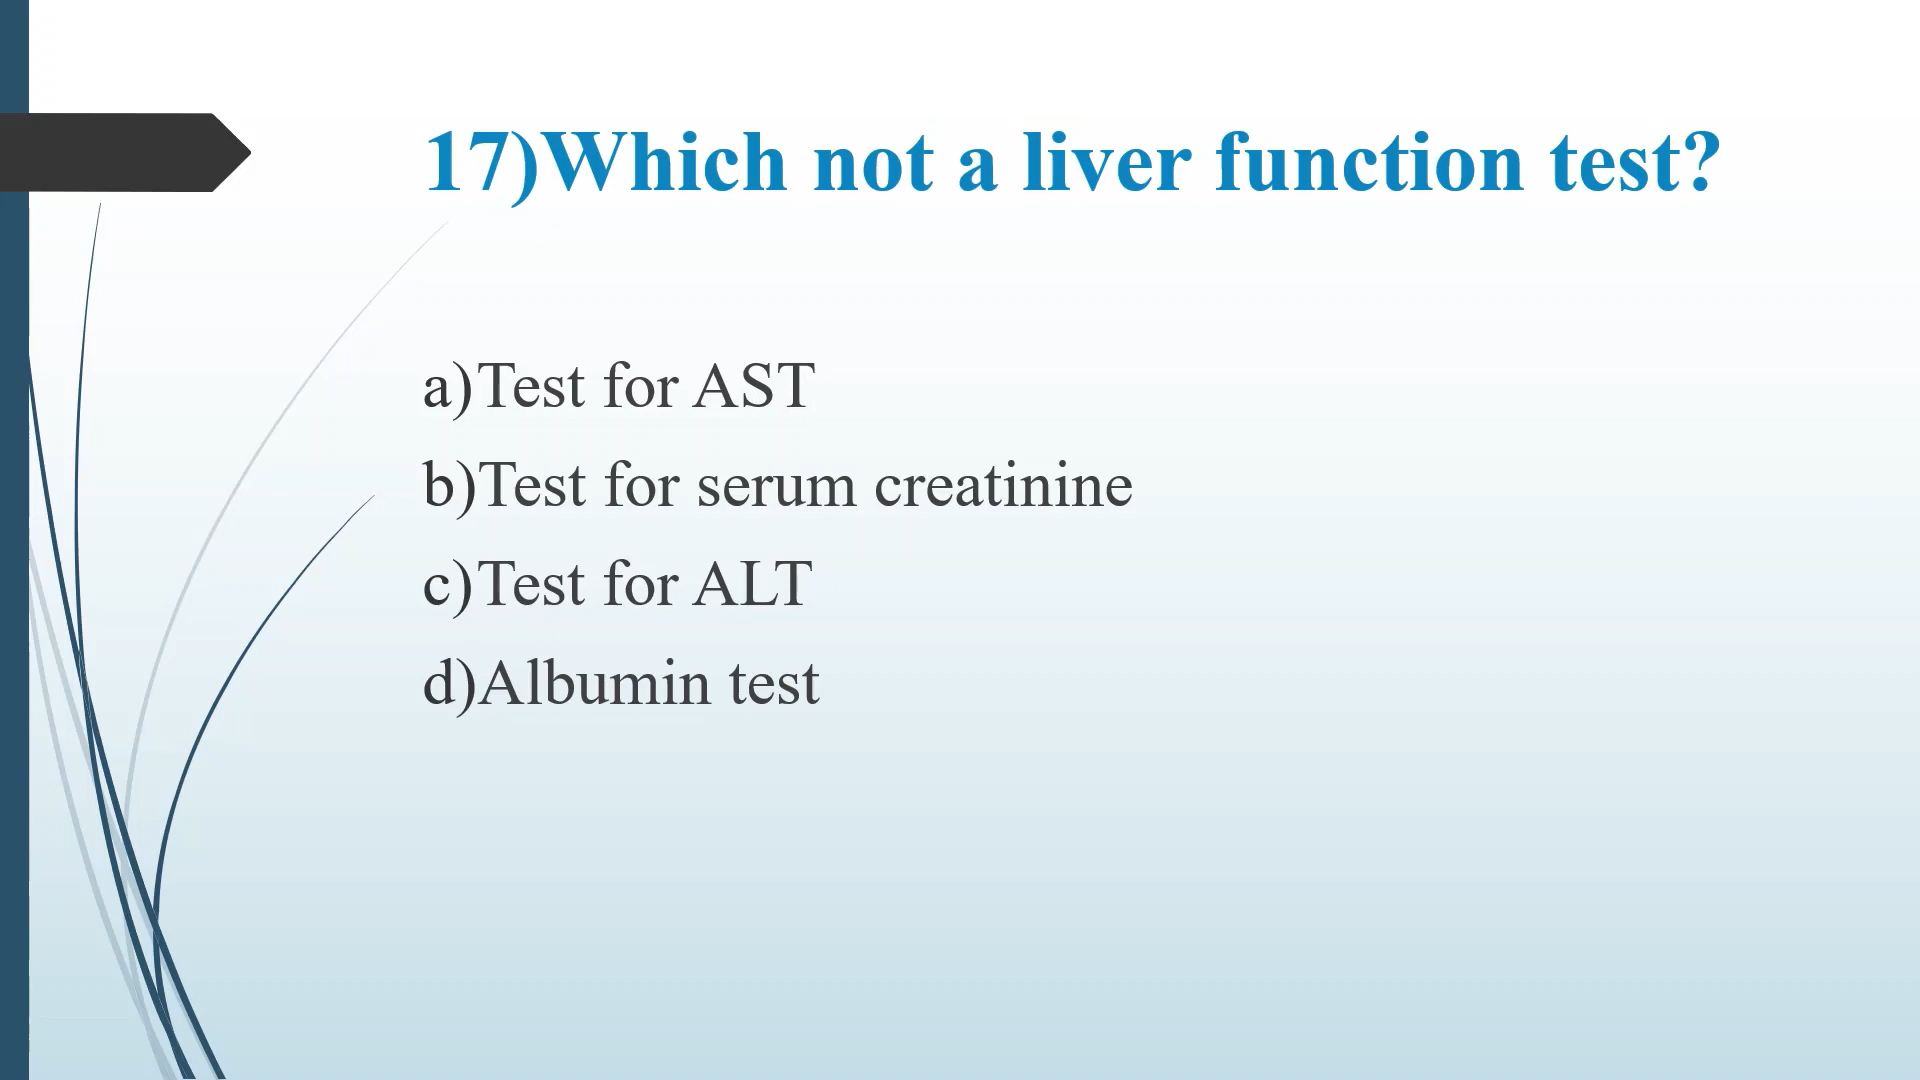 17)Which not a liver function test?
a)Test for AST
b)Test for serum creatinine
c)Test for ALT
d)Albumin test